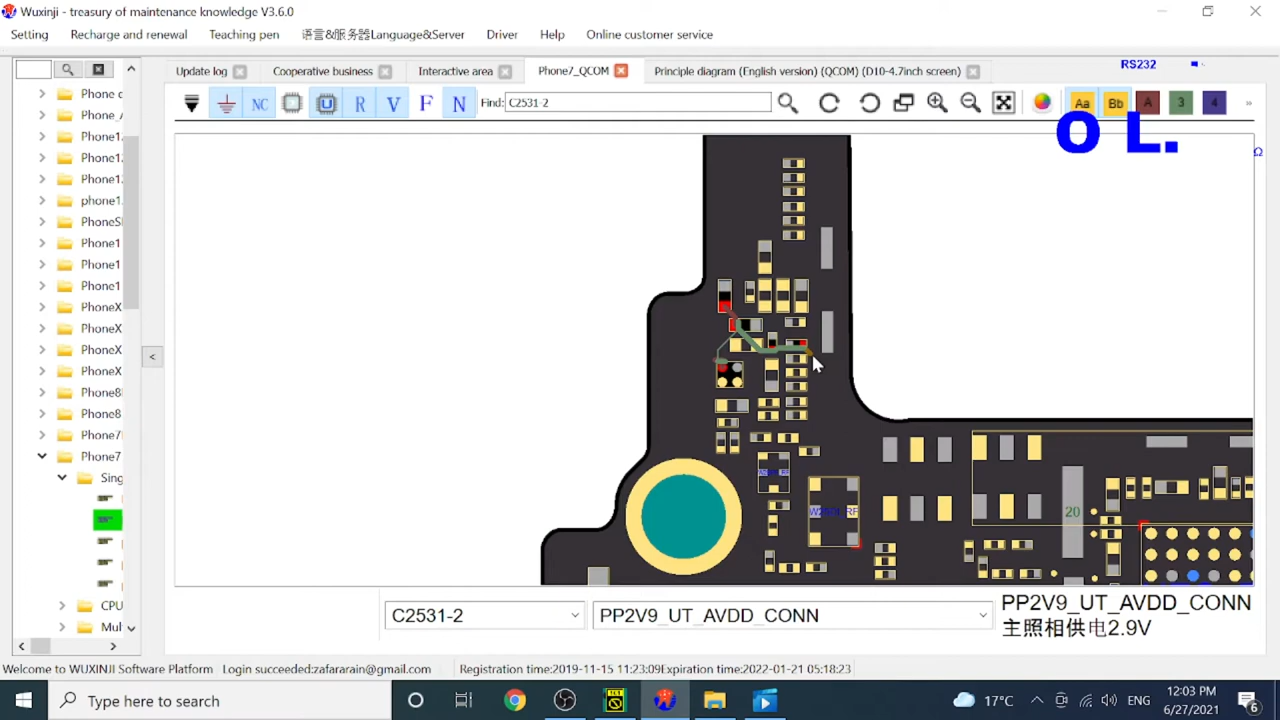 Wuxinji - treasury of maintenance knowledge V3.6.0
Setting Recharge and renewal Teaching pen 语言&服务器Language&Server Driver Help Online customer service
Update log Cooperative business Interactive area Phone7_QCOM Principle diagram (English version) (QCOM) (D10-4.7inch screen)
RS232
NC R V F N Find: C2531-2 Aa Bb A 3 4 »
O L.
Ω
Phone c
Phone_A
Phone1
Phone1
Phone1
phone1
PhoneSI
Phone1
Phone1
Phone1
PhoneX
PhoneX
PhoneX
Phone8
Phone8
Phone7
Phone7
Sing
CPU
Mul
<
20
C2531-2 PP2V9_UT_AVDD_CONN
PP2V9_UT_AVDD_CONN
主照相供电2.9V
Welcome to WUXINJI Software Platform Login succeeded:zafararain@gmail.com Registration time:2019-11-15 11:23:09Expiration time:2022-01-21 05:18:23
Type here to search
17°C ENG 12:03 PM 6/27/2021 6